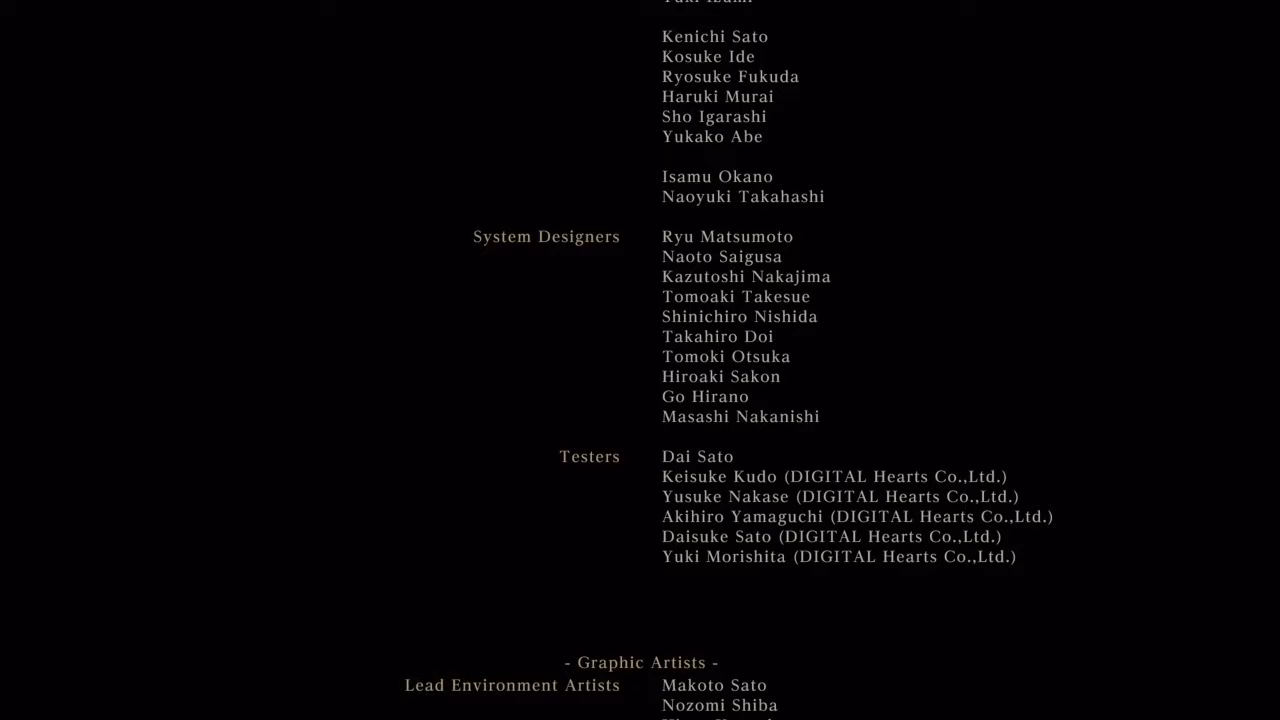 Kenichi Sato
Kosuke Ide
Ryosuke Fukuda
Haruki Murai
Sho Igarashi
Yukako Abe
Isamu Okano
Naoyuki Takahashi
System Designers Ryu Matsumoto
Naoto Saigusa
Kazutoshi Nakajima
Tomoaki Takesue
Shinichiro Nishida
Takahiro Doi
Tomoki Otsuka
Hiroaki Sakon
Go Hirano
Masashi Nakanishi
Testers Dai Sato
Keisuke Kudo (DIGITAL Hearts Co.,Ltd.)
Yusuke Nakase (DIGITAL Hearts Co.,Ltd.)
Akihiro Yamaguchi (DIGITAL Hearts Co.,Ltd.)
Daisuke Sato (DIGITAL Hearts Co.,Ltd.)
Yuki Morishita (DIGITAL Hearts Co.,Ltd.)
- Graphic Artists -
Lead Environment Artists Makoto Sato
Nozomi Shiba